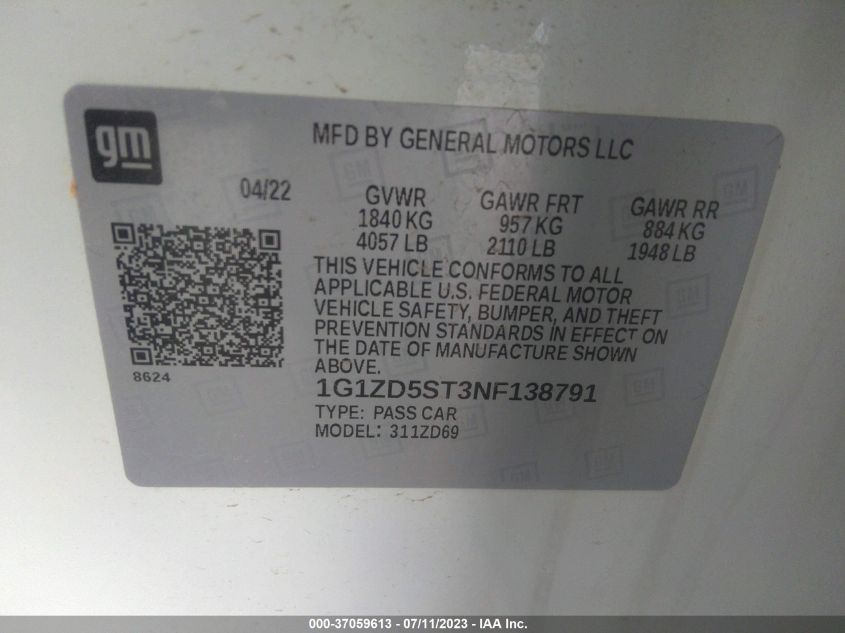 gm
MFD BY GENERAL MOTORS LLC
04/22
GVWR GAWR FRT GAWR RR
1840 KG 957 KG 884 KG
4057 LB 2110 LB 1948 LB
THIS VEHICLE CONFORMS TO ALL
APPLICABLE U.S. FEDERAL MOTOR
VEHICLE SAFETY, BUMPER, AND THEFT
PREVENTION STANDARDS IN EFFECT ON
THE DATE OF MANUFACTURE SHOWN
ABOVE.
8624
1G1ZD5ST3NF138791
TYPE: PASS CAR
MODEL: 311ZD69
000-37059613 - 07/11/2023 - IAA Inc.